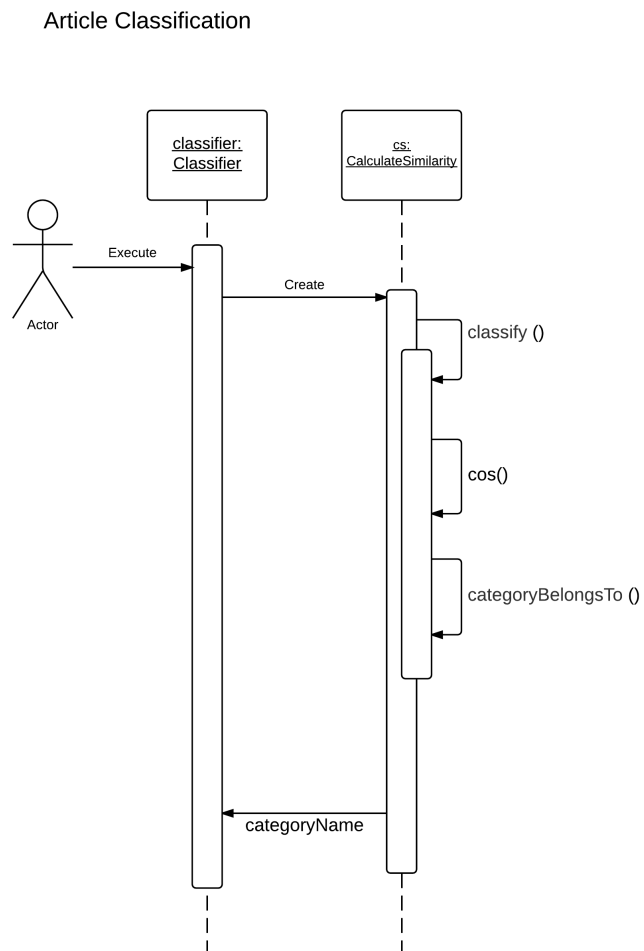 Article Classification
classifier:
Classifier
cs:
CalculateSimilarity
Execute
Create
Actor
classify ()
cos()
categoryBelongsTo ()
categoryName